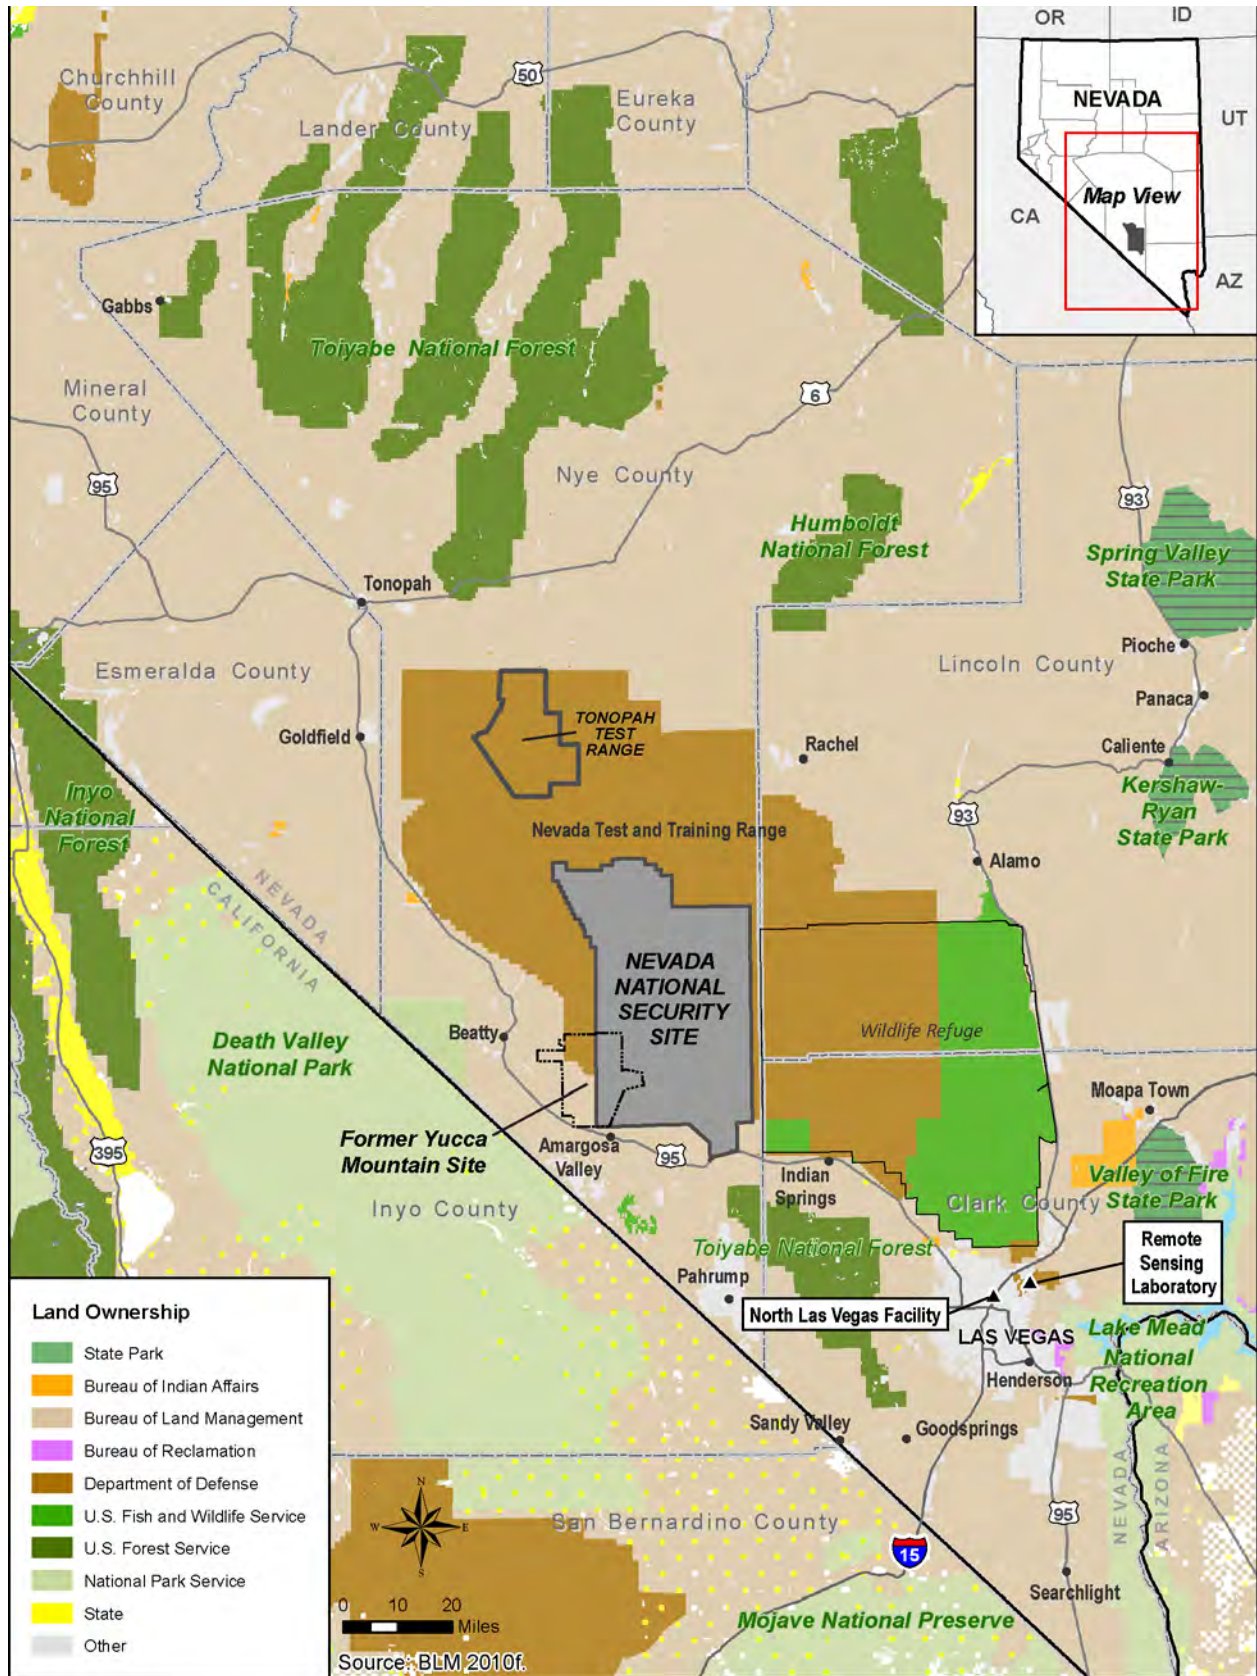 OR
ID
NEVADA
UT
Map View
CA
AZ
Churchhill
County
50
Lander County
Eureka
County
Gabbs
Toiyabe National Forest
Mineral
County
6
95
Nye County
93
Humboldt
National Forest
Spring Valley
State Park
Tonopah
Pioche
Esmeralda County
Lincoln County
Panaca
TONOPAH
TEST
RANGE
Goldfield
Rachel
Caliente
Inyo
National
Forest
Kershaw-
Ryan
State Park
93
Nevada Test and Training Range
Alamo
NEVADA
CALIFORNIA
NEVADA
NATIONAL
SECURITY
SITE
Wildlife Refuge
Beatty
Death Valley
National Park
Moapa Town
Former Yucca
Mountain Site
Amargosa
Valley
95
395
Indian
Springs
Valley of Fire
State Park
Inyo County
Clark County
Toiyabe National Forest
Remote
Sensing
Laboratory
Pahrump
North Las Vegas Facility
LAS VEGAS
Lake Mead
National
Recreation
Area
Henderson
Sandy Valley
Goodsprings
NEVADA
ARIZONA
San Bernardino County
95
15
Searchlight
Mojave National Preserve
Land Ownership
State Park
Bureau of Indian Affairs
Bureau of Land Management
Bureau of Reclamation
Department of Defense
U.S. Fish and Wildlife Service
U.S. Forest Service
National Park Service
State
Other
N
W
E
S
0 10 20
Miles
Source: BLM 2010f.